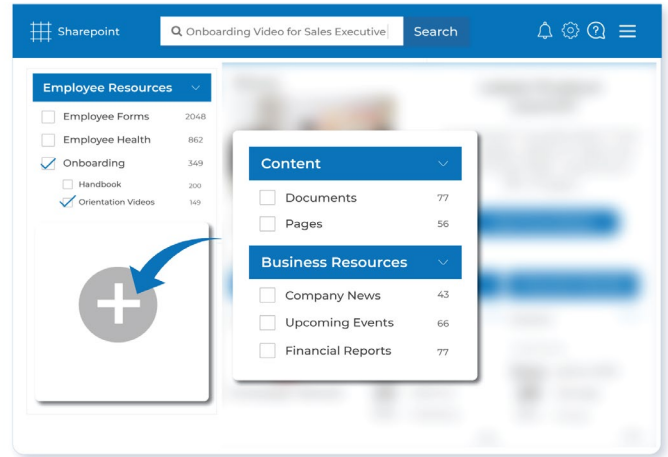 Sharepoint
Onboarding Video for Sales Executive
Search
Employee Resources
Employee Forms 2048
Employee Health 862
Onboarding 349
Handbook 200
Orientation Videos 149
Content
Documents 77
Pages 56
Business Resources
Company News 43
Upcoming Events 66
Financial Reports 77